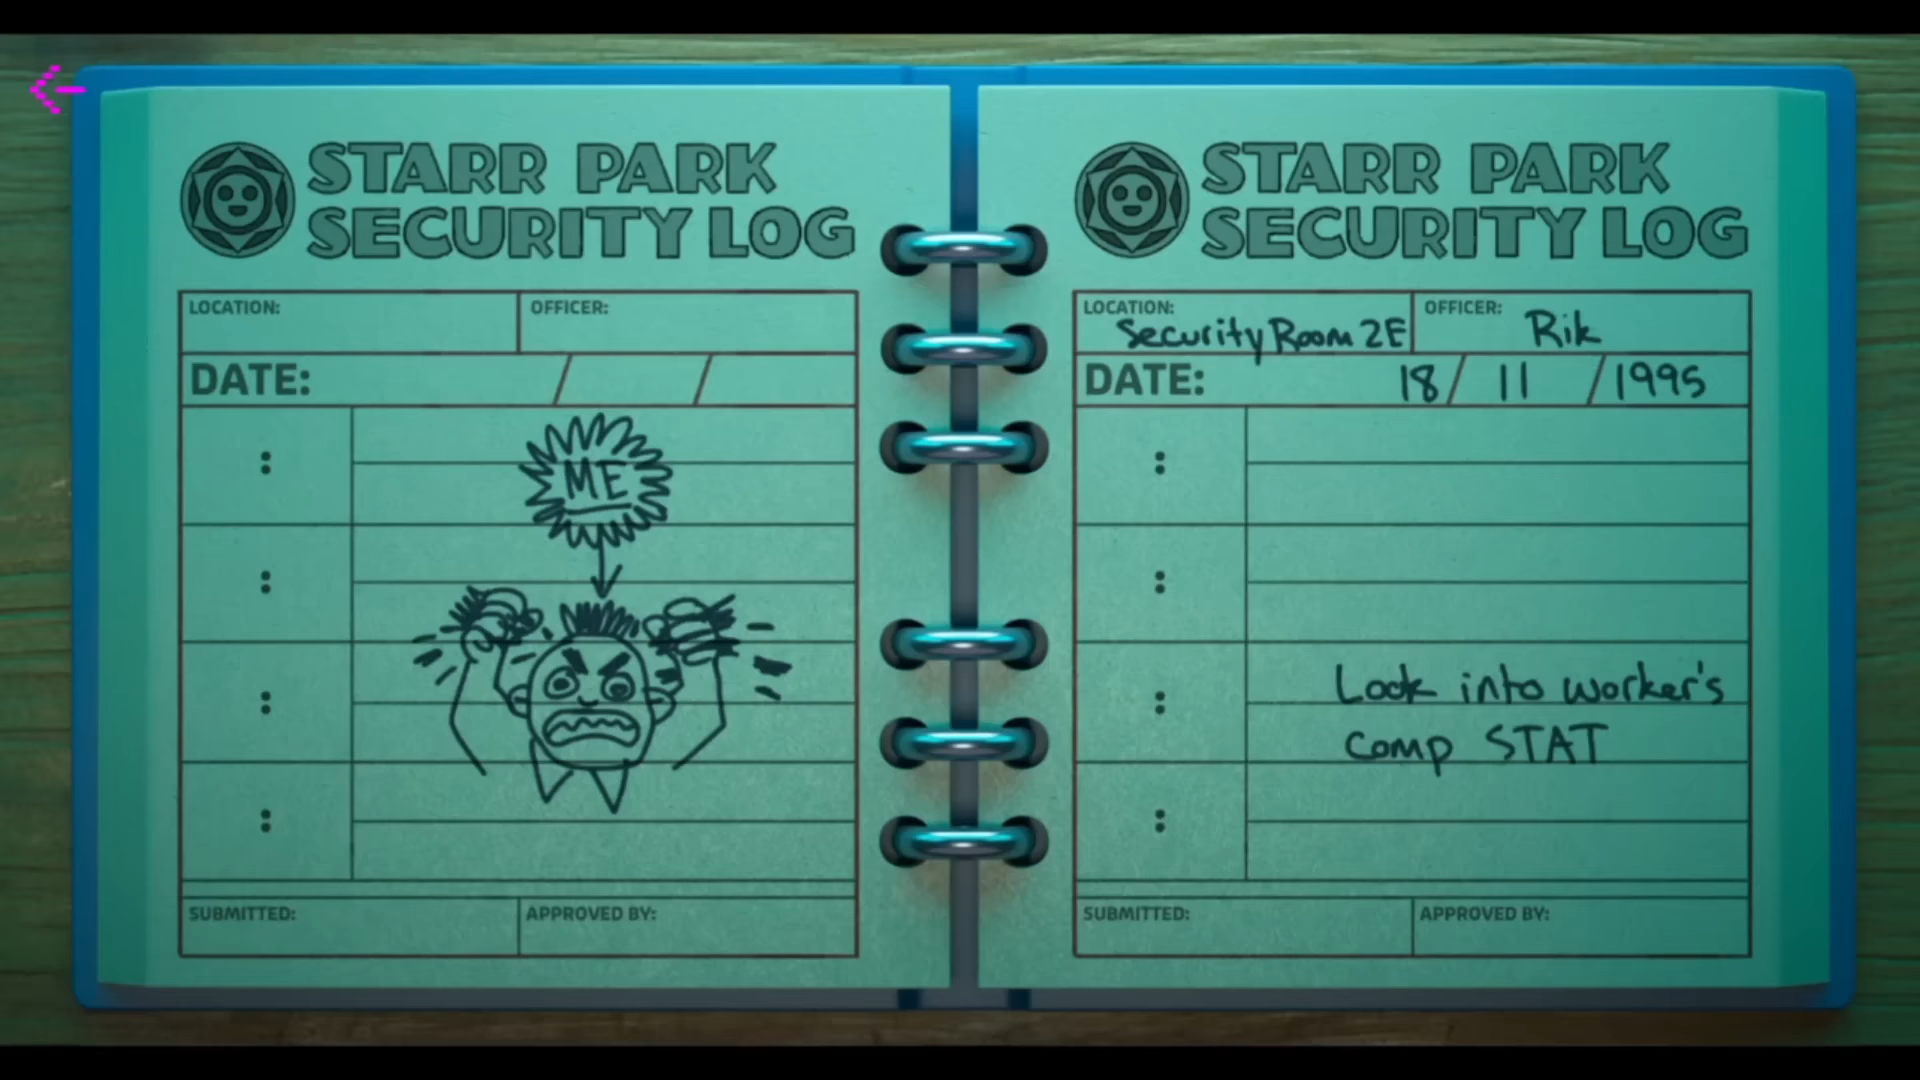 STARR PARK
SECURITY LOG
LOCATION:
OFFICER:
DATE: / /
:
ME
:
:
:
SUBMITTED:
APPROVED BY:
STARR PARK
SECURITY LOG
LOCATION: Security Room 2E
OFFICER: Rik
DATE: 18 / 11 / 1995
:
:
:
Look into worker's
comp STAT
:
SUBMITTED:
APPROVED BY: